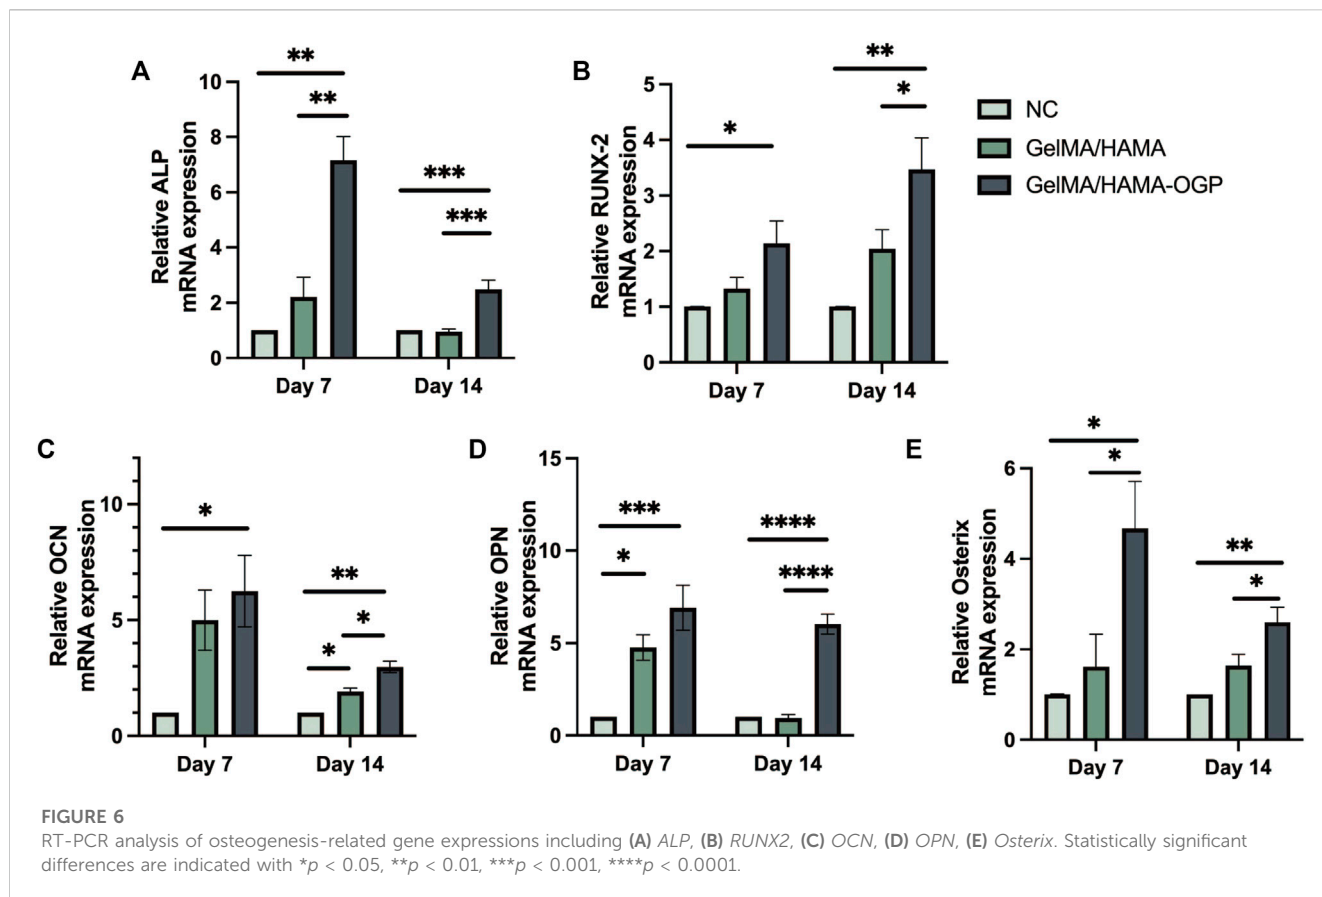 A
Relative ALP
mRNA expression
10
8
6
4
2
0
**
**
***
***
Day 7
Day 14
B
Relative RUNX-2
mRNA expression
5
4
3
2
1
0
*
**
*
Day 7
Day 14
NC
GelMA/HAMA
GelMA/HAMA-OGP
C
Relative OCN
mRNA expression
10
5
0
*
**
*
*
Day 7
Day 14
D
Relative OPN
mRNA expression
15
10
5
0
***
*
****
****
Day 7
Day 14
E
Relative Osterix
mRNA expression
6
4
2
0
*
*
**
*
Day 7
Day 14
FIGURE 6
RT-PCR analysis of osteogenesis-related gene expressions including (A) ALP, (B) RUNX2, (C) OCN, (D) OPN, (E) Osterix. Statistically significant
differences are indicated with *p < 0.05, **p < 0.01, ***p < 0.001, ****p < 0.0001.